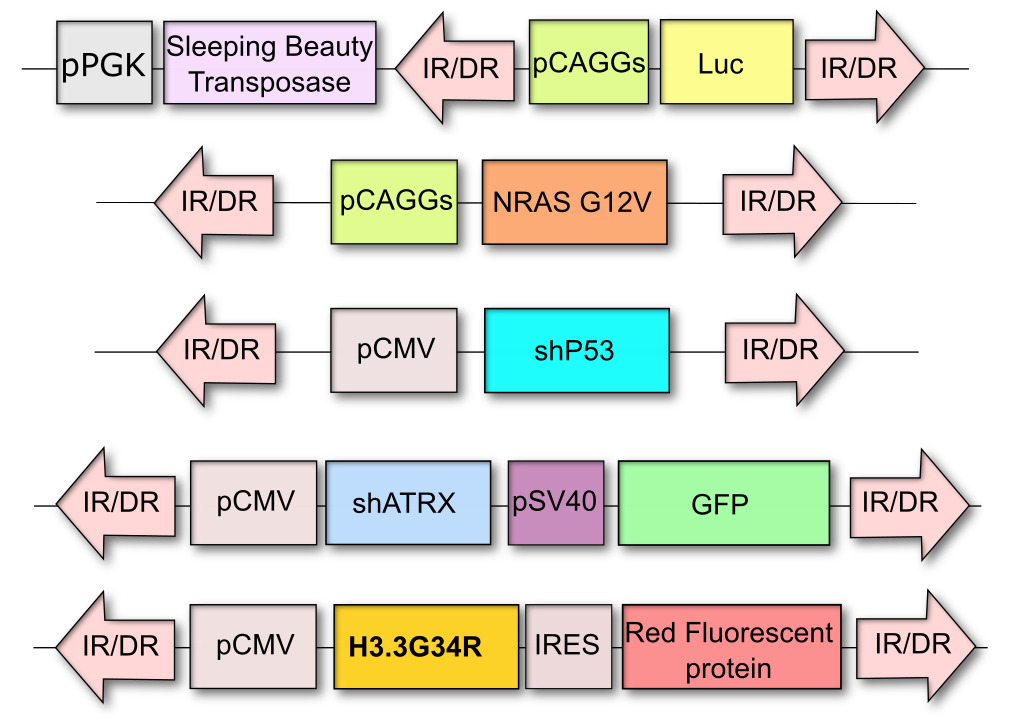 pPGK Sleeping Beauty Transposase IR/DR pCAGGs Luc IR/DR
IR/DR pCAGGs NRAS G12V IR/DR
IR/DR pCMV shP53 IR/DR
IR/DR pCMV shATRX pSV40 GFP IR/DR
IR/DR pCMV H3.3G34R IRES Red Fluorescent protein IR/DR